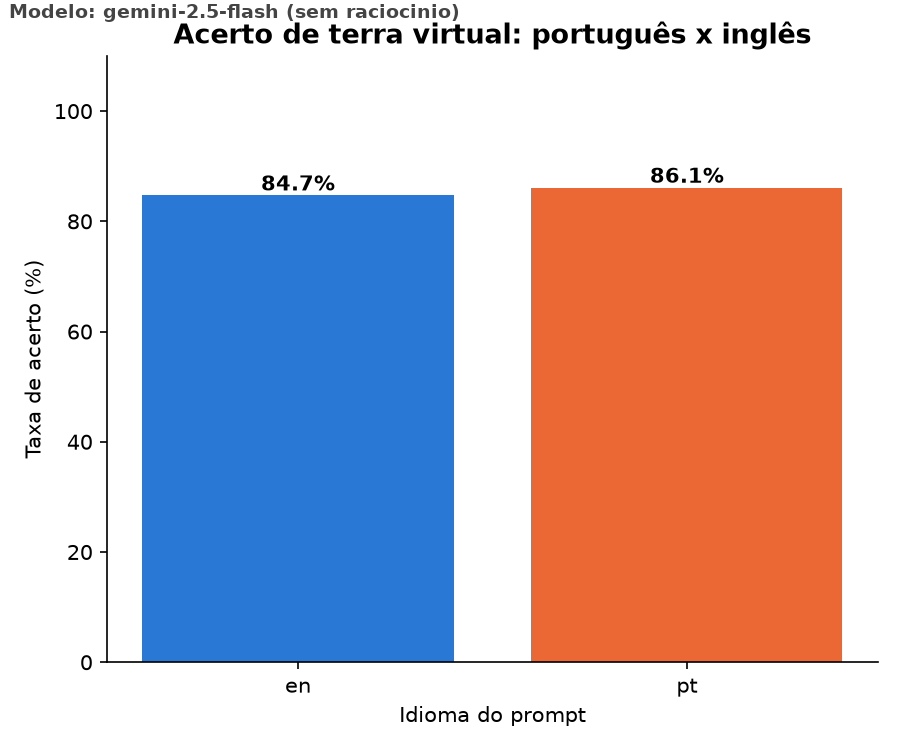 Modelo: gemini-2.5-flash (sem raciocinio)
Acerto de terra virtual: português x inglês
100
80
60
40
20
0
Taxa de acerto (%)
84.7%
86.1%
en
pt
Idioma do prompt